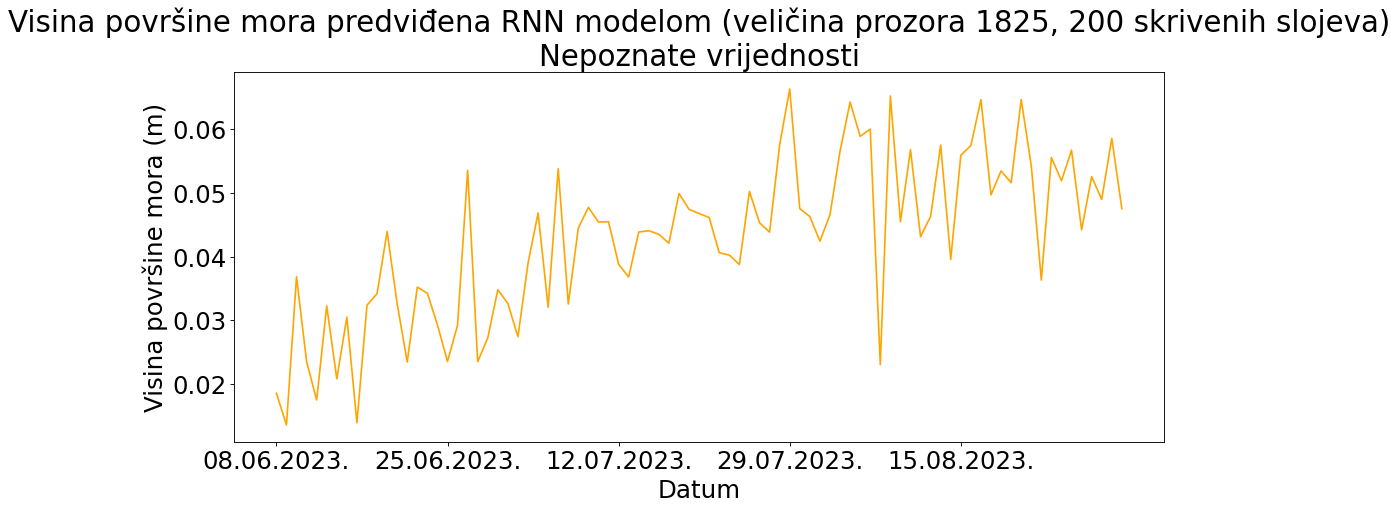 Visina površine mora predviđena RNN modelom (veličina prozora 1825, 200 skrivenih slojeva)
Nepoznate vrijednosti
Visina površine mora (m)
0.06
0.05
0.04
0.03
0.02
08.06.2023. 25.06.2023. 12.07.2023. 29.07.2023. 15.08.2023.
Datum